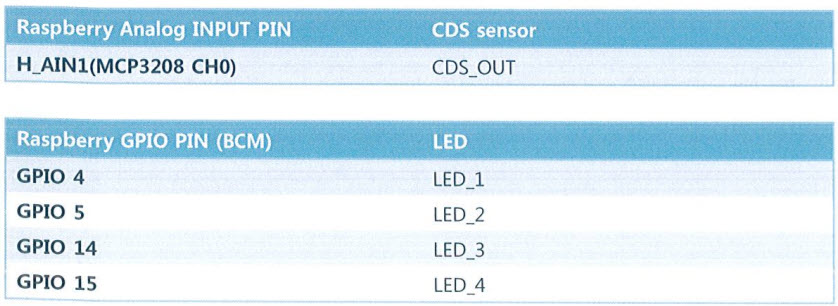 Raspberry Analog INPUT PIN CDS sensor
H_AIN1(MCP3208 CH0) CDS_OUT
Raspberry GPIO PIN (BCM) LED
GPIO 4 LED_1
GPIO 5 LED_2
GPIO 14 LED_3
GPIO 15 LED_4